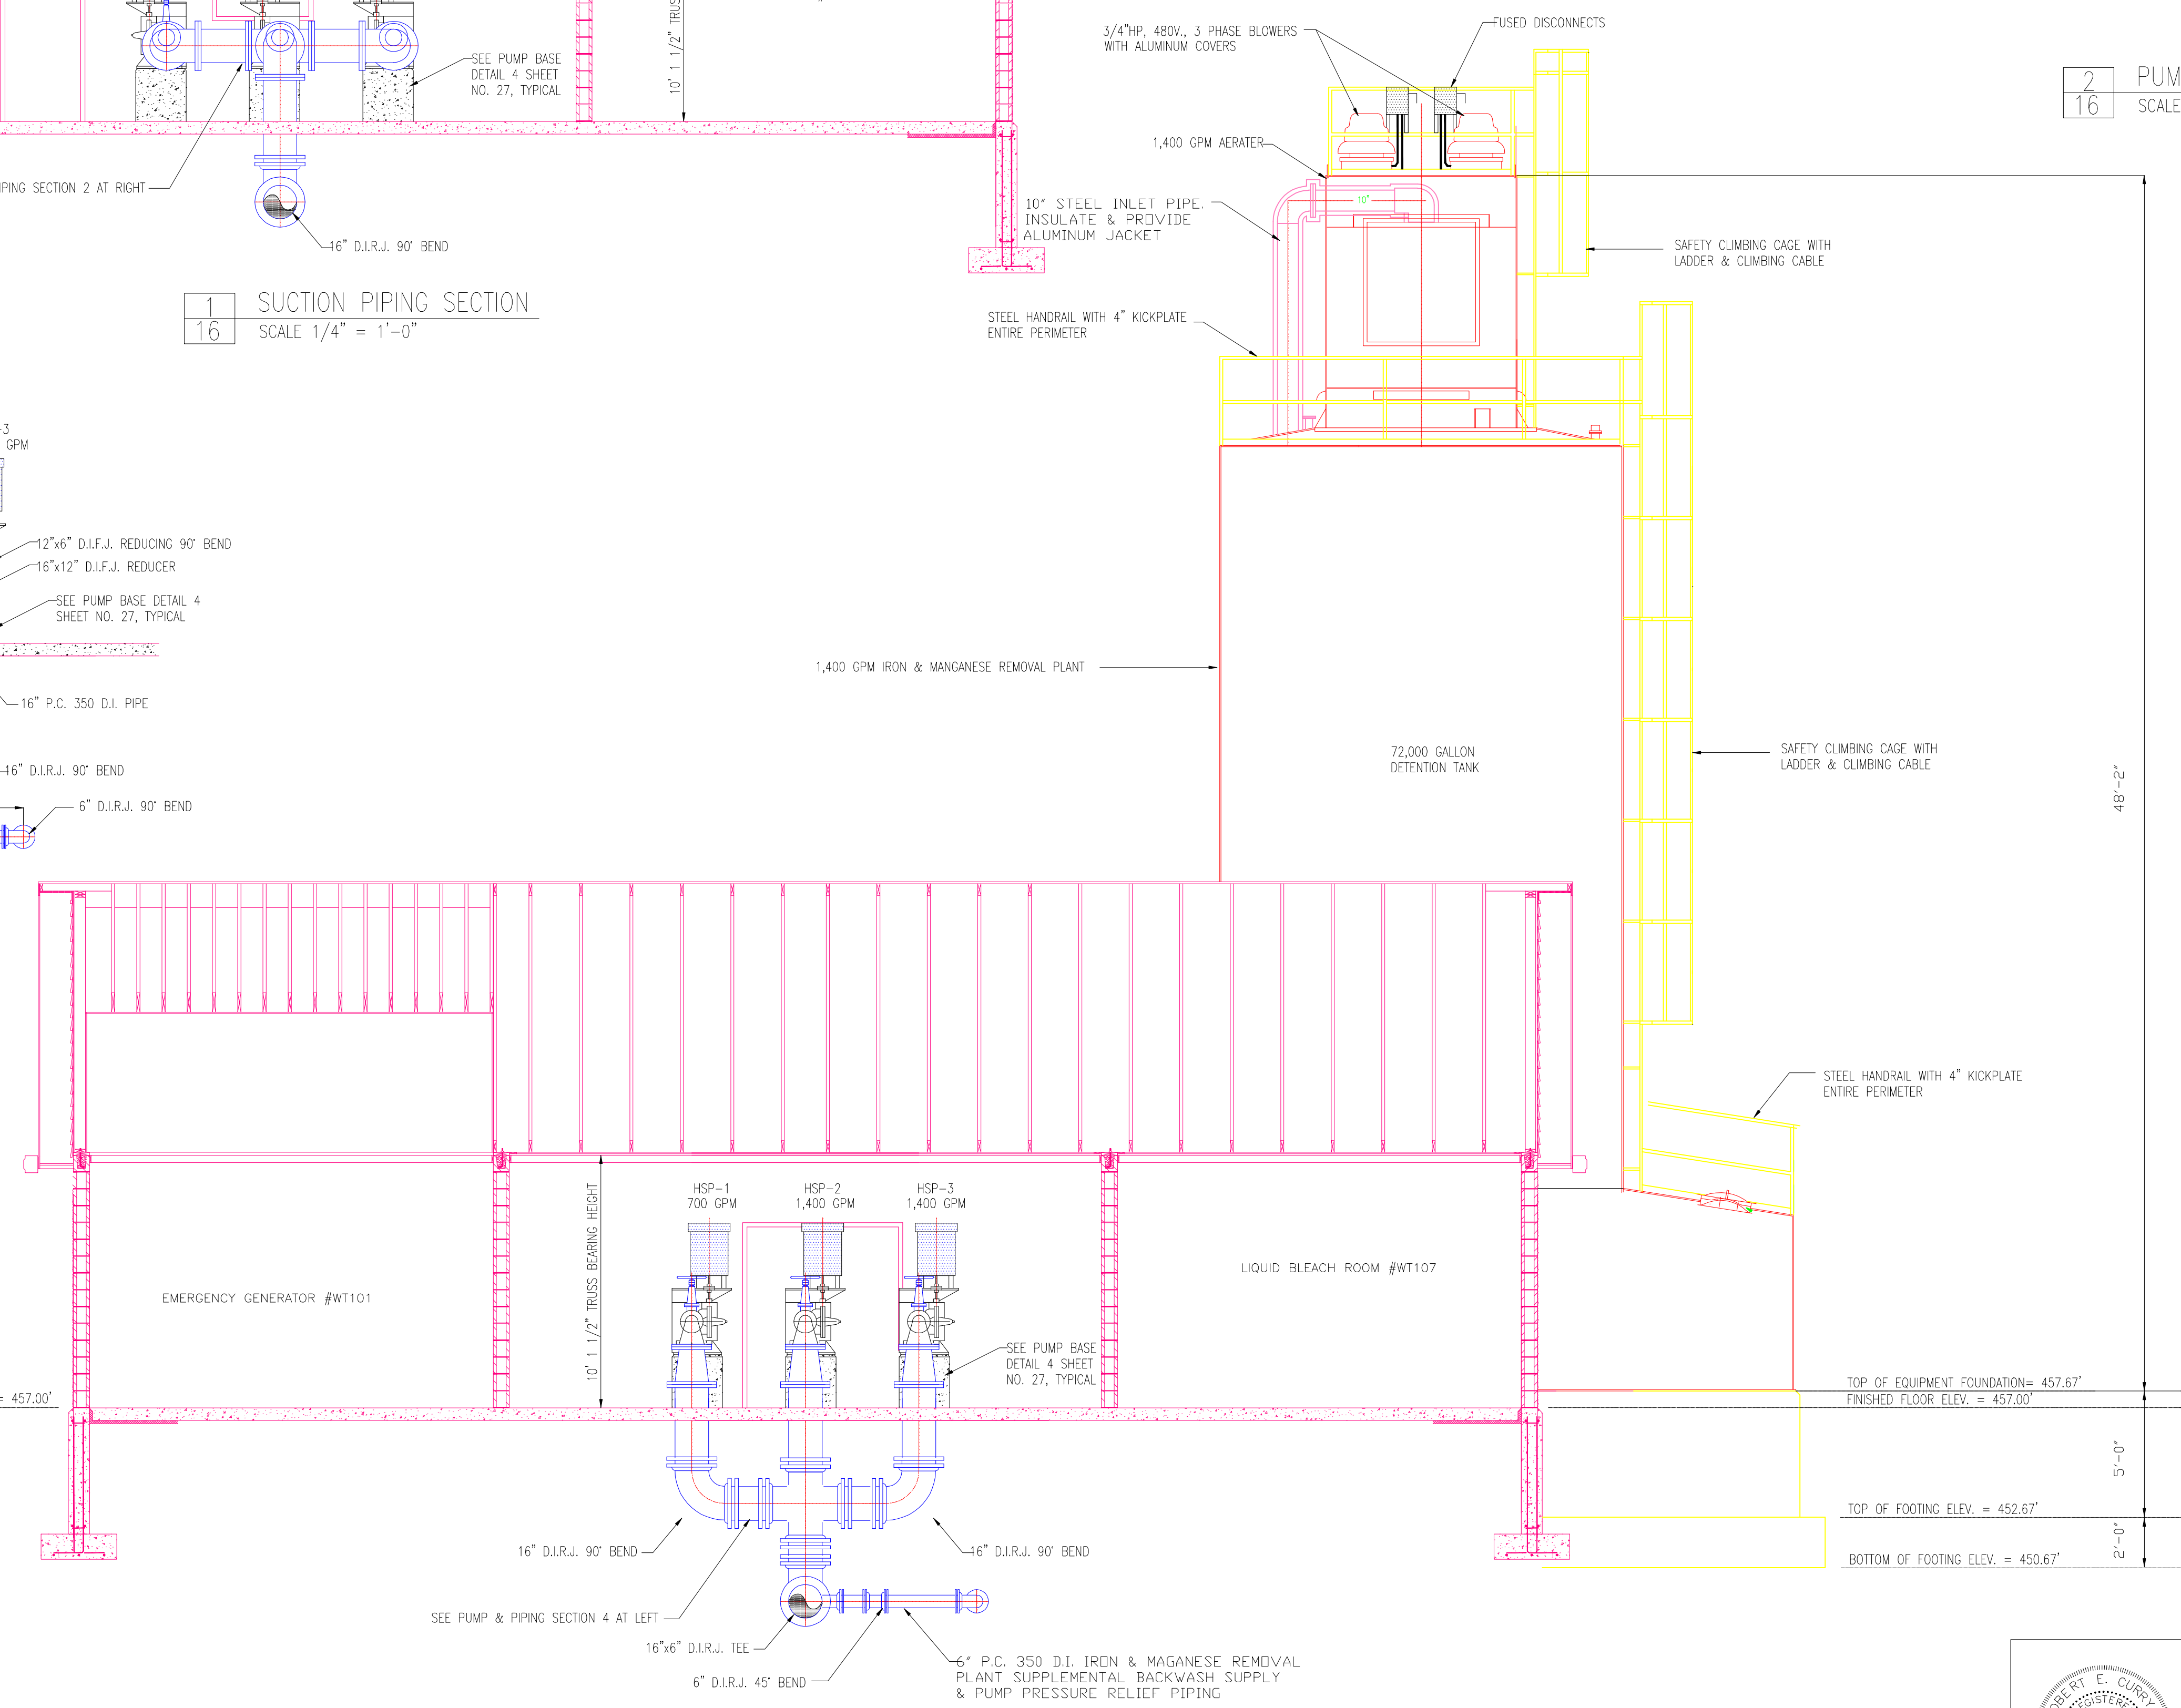 10' 1 1/2" TRUSS
SEE PUMP BASE
DETAIL 4 SHEET
NO. 27, TYPICAL
PIPING SECTION 2 AT RIGHT
16" D.I.R.J. 90° BEND
1
16
SUCTION PIPING SECTION
SCALE 1/4" = 1'-0"
3/4"HP, 480V., 3 PHASE BLOWERS
WITH ALUMINUM COVERS
FUSED DISCONNECTS
2
16
PUM
SCALE
1,400 GPM AERATER
10" STEEL INLET PIPE.
INSULATE & PROVIDE
ALUMINUM JACKET
10"
SAFETY CLIMBING CAGE WITH
LADDER & CLIMBING CABLE
STEEL HANDRAIL WITH 4" KICKPLATE
ENTIRE PERIMETER
-3
GPM
12"x6" D.I.F.J. REDUCING 90° BEND
16"x12" D.I.F.J. REDUCER
SEE PUMP BASE DETAIL 4
SHEET NO. 27, TYPICAL
16" P.C. 350 D.I. PIPE
16" D.I.R.J. 90° BEND
6" D.I.R.J. 90° BEND
1,400 GPM IRON & MANGANESE REMOVAL PLANT
72,000 GALLON
DETENTION TANK
SAFETY CLIMBING CAGE WITH
LADDER & CLIMBING CABLE
48'-2"
STEEL HANDRAIL WITH 4" KICKPLATE
ENTIRE PERIMETER
HSP-1
700 GPM
HSP-2
1,400 GPM
HSP-3
1,400 GPM
10' 1 1/2" TRUSS BEARING HEIGHT
EMERGENCY GENERATOR #WT101
LIQUID BLEACH ROOM #WT107
SEE PUMP BASE
DETAIL 4 SHEET
NO. 27, TYPICAL
= 457.00'
TOP OF EQUIPMENT FOUNDATION= 457.67'
FINISHED FLOOR ELEV. = 457.00'
5'-0"
TOP OF FOOTING ELEV. = 452.67'
2'-0"
BOTTOM OF FOOTING ELEV. = 450.67'
16" D.I.R.J. 90° BEND
16" D.I.R.J. 90° BEND
SEE PUMP & PIPING SECTION 4 AT LEFT
16"x6" D.I.R.J. TEE
6" D.I.R.J. 45° BEND
6" P.C. 350 D.I. IRON & MAGANESE REMOVAL
PLANT SUPPLEMENTAL BACKWASH SUPPLY
& PUMP PRESSURE RELIEF PIPING
OBERT E. CURRY
EGISTERE